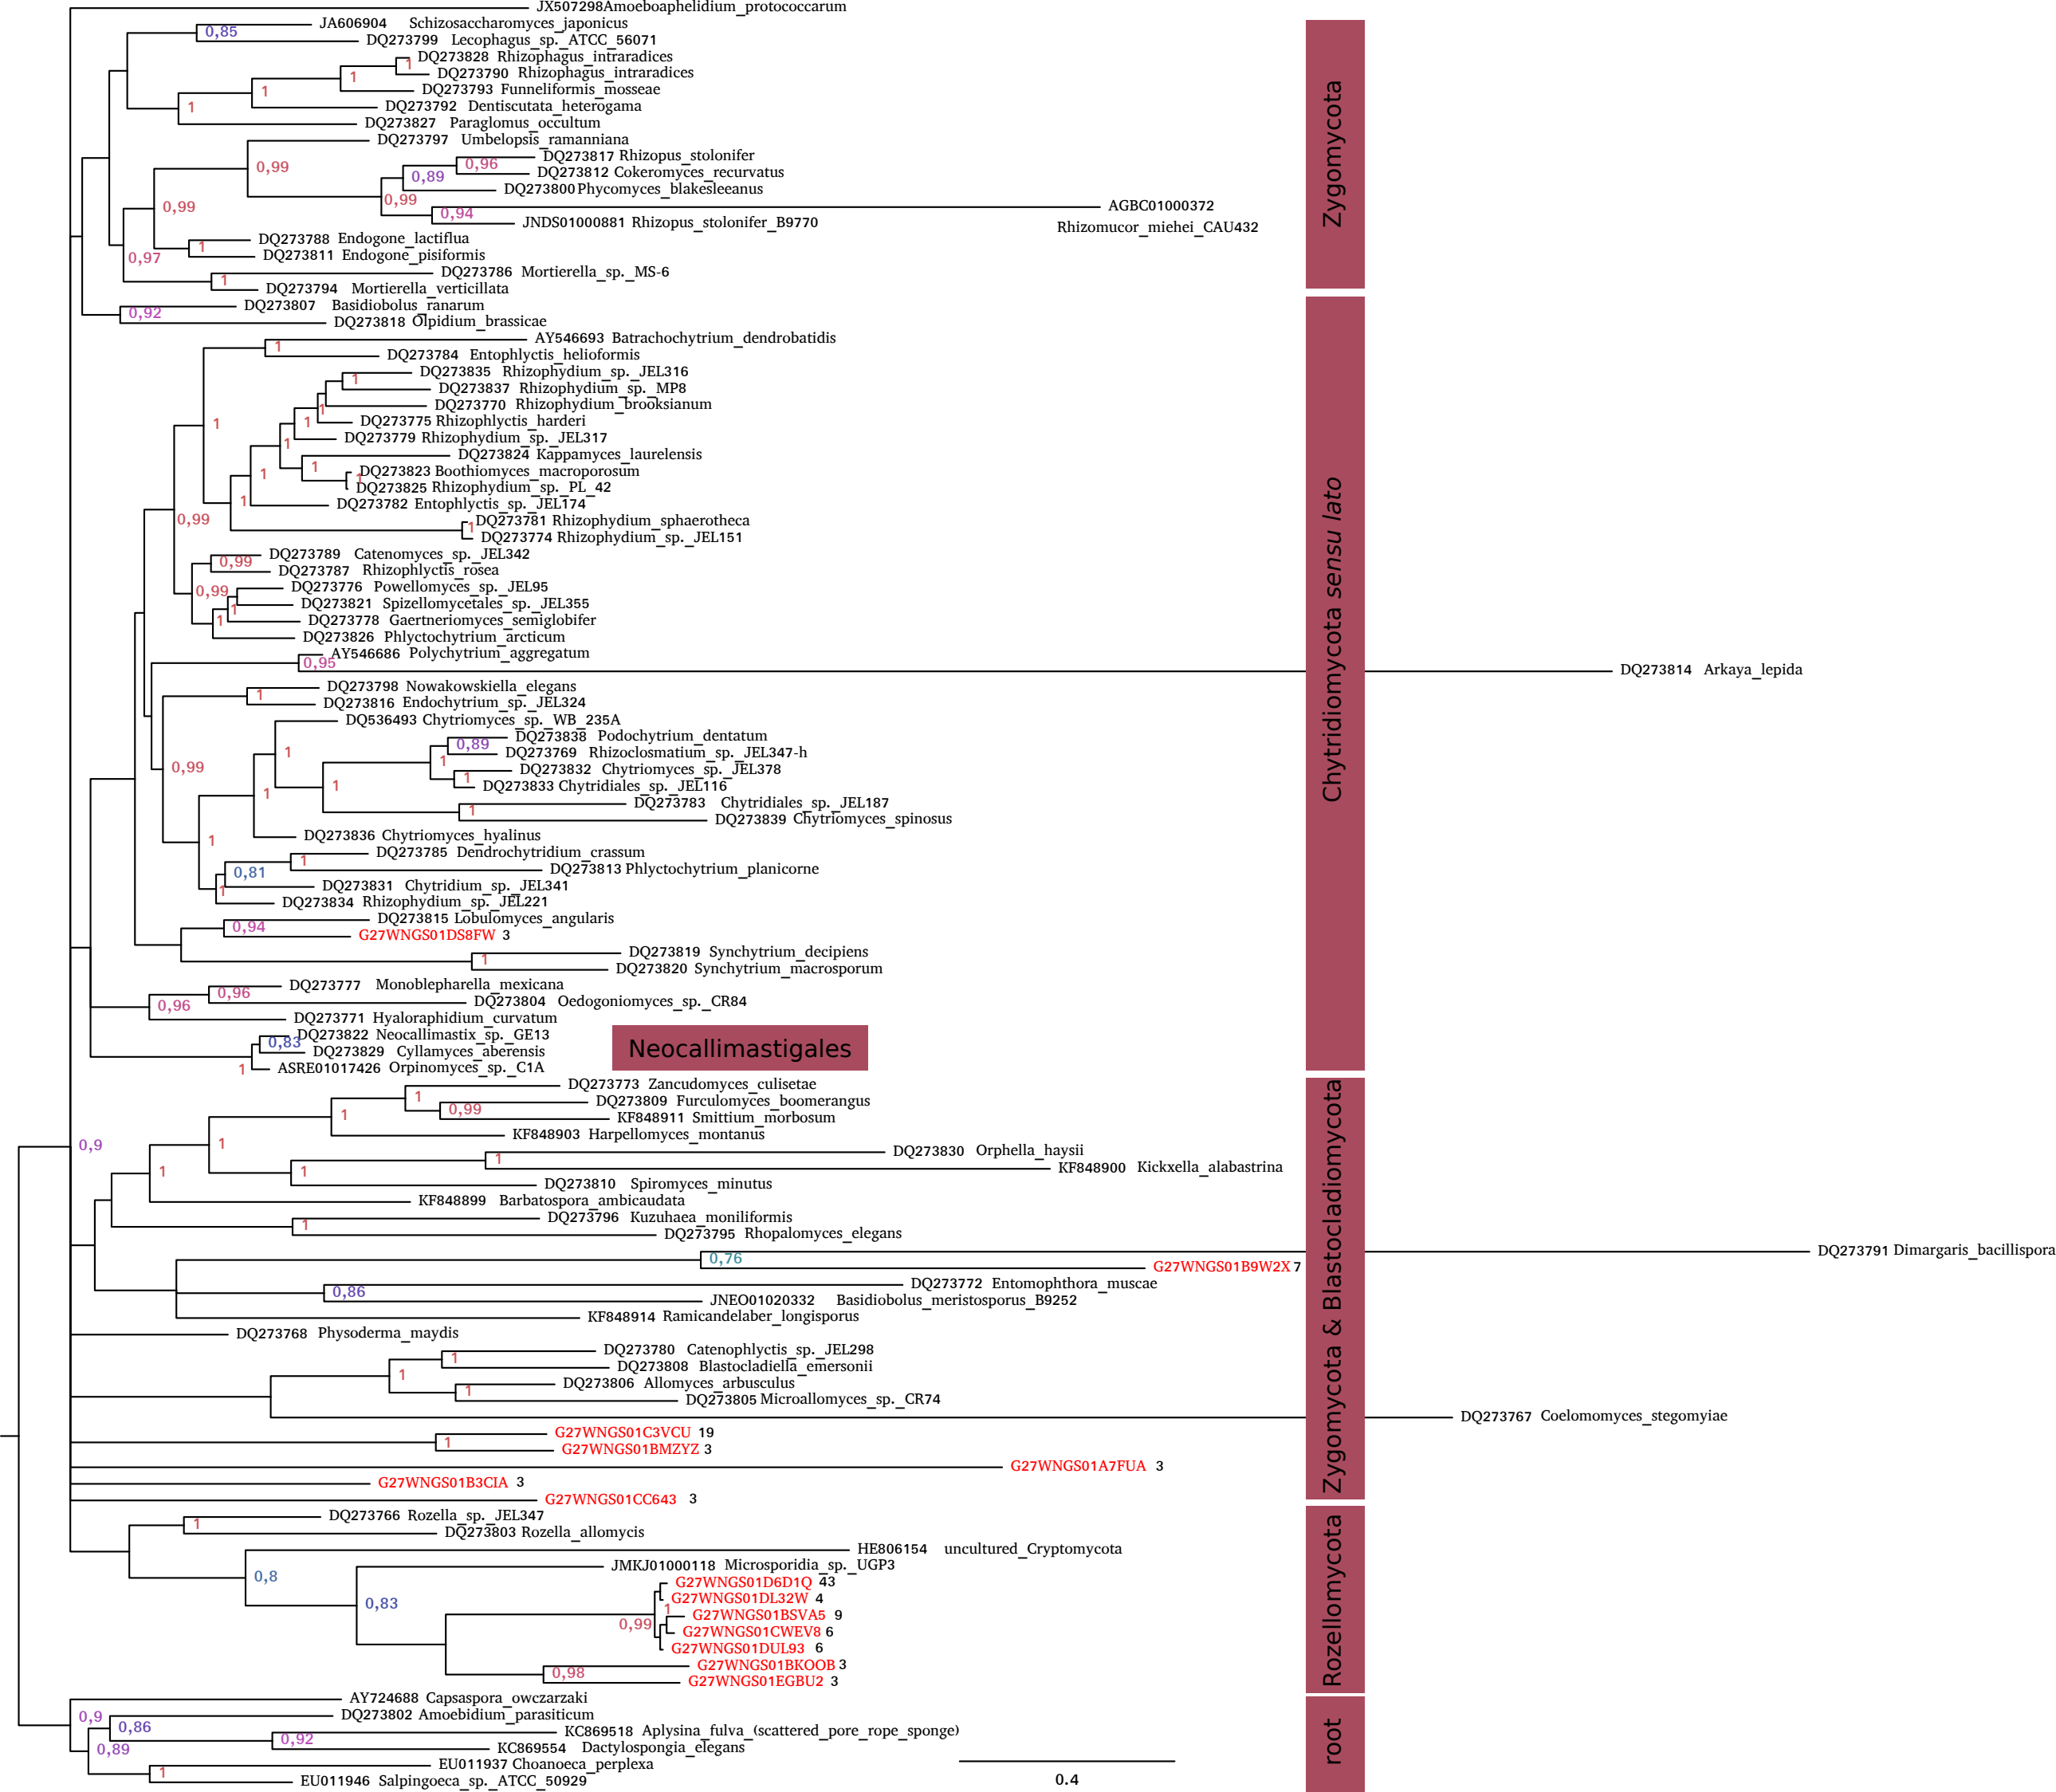 JX507298Amoeboaphelidium_protococcarum
JA606904 Schizosaccharomyces_japonicus
0,85
DQ273799 Lecophagus_sp._ATCC_56071
DQ273828 Rhizophagus_intraradices
1
DQ273790 Rhizophagus_intraradices
1
DQ273793 Funneliformis_mosseae
1
DQ273792 Dentiscutata_heterogama
1
DQ273827 Paraglomus_occultum
DQ273797 Umbelopsis_ramanniana
0,99
DQ273817 Rhizopus_stolonifer
0,96
DQ273812 Cokeromyces_recurvatus
0,89
DQ273800 Phycomyces_blakesleeanus
0,99
0,99
AGBC01000372
0,94
JNDS01000881 Rhizopus_stolonifer_B9770
Rhizomucor_miehei_CAU432
DQ273788 Endogone_lactiflua
1
DQ273811 Endogone_pisiformis
0,97
DQ273786 Mortierella_sp._MS-6
1
DQ273794 Mortierella_verticillata
Zygomycota
DQ273807 Basidiobolus_ranarum
0,92
DQ273818 Olpidium_brassicae
AY546693 Batrachochytrium_dendrobatidis
1
DQ273784 Entophlyctis_helioformis
DQ273835 Rhizophydium_sp._JEL316
1
DQ273837 Rhizophydium_sp._MP8
DQ273770 Rhizophydium_brooksianum
1
DQ273775 Rhizophlyctis_harderi
1
1
DQ273779 Rhizophydium_sp._JEL317
1
DQ273824 Kappamyces_laurelensis
1
DQ273823 Boothiomyces_macroporosum
1
1
DQ273825 Rhizophydium_sp._PL_42
1
DQ273782 Entophlyctis_sp._JEL174
0,99
DQ273781 Rhizophydium_sphaerotheca
1
DQ273774 Rhizophydium_sp._JEL151
DQ273789 Catenomyces_sp._JEL342
0,99
DQ273787 Rhizophlyctis_rosea
DQ273776 Powellomyces_sp._JEL95
0,99
DQ273821 Spizellomycetales_sp._JEL355
1
DQ273778 Gaertneriomyces_semiglobifer
1
DQ273826 Phlyctochytrium_arcticum
AY546686 Polychytrium_aggregatum
0,95
DQ273814 Arkaya_lepida
DQ273798 Nowakowskiella_elegans
1
DQ273816 Endochytrium_sp._JEL324
DQ536493 Chytriomyces_sp._WB_235A
DQ273838 Podochytrium_dentatum
0,89
1
DQ273769 Rhizoclosmatium_sp._JEL347-h
1
0,99
DQ273832 Chytriomyces_sp._JEL378
1
1
DQ273833 Chytridiales_sp._JEL116
1
DQ273783 Chytridiales_sp._JEL187
1
DQ273839 Chytriomyces_spinosus
DQ273836 Chytriomyces_hyalinus
1
DQ273785 Dendrochytridium_crassum
1
DQ273813 Phlyctochytrium_planicorne
0,81
DQ273831 Chytridium_sp._JEL341
1
DQ273834 Rhizophydium_sp._JEL221
DQ273815 Lobulomyces_angularis
0,94
G27WNGS01DS8FW 3
DQ273819 Synchytrium_decipiens
1
DQ273820 Synchytrium_macrosporum
DQ273777 Monoblepharella_mexicana
0,96
DQ273804 Oedogoniomyces_sp._CR84
0,96
DQ273771 Hyaloraphidium_curvatum
DQ273822 Neocallimastix_sp._GE13
0,83
DQ273829 Cyllamyces_aberensis
1
ASRE01017426 Orpinomyces_sp._C1A
Neocallimastigales
Chytridiomycota sensu lato
DQ273773 Zancudomyces_culisetae
1
DQ273809 Furculomyces_boomerangus
0,99
1
KF848911 Smittium_morbosum
KF848903 Harpellomyces_montanus
0,9
1
DQ273830 Orphella_haysii
1
KF848900 Kickxella_alabastrina
1
1
DQ273810 Spiromyces_minutus
KF848899 Barbatospora_ambicaudata
DQ273796 Kuzuhaea_moniliformis
1
DQ273795 Rhopalomyces_elegans
DQ273791 Dimargaris_bacillispora
0,76
G27WNGS01B9W2X 7
DQ273772 Entomophthora_muscae
0,86
JNEO01020332 Basidiobolus_meristosporus_B9252
KF848914 Ramicandelaber_longisporus
DQ273768 Physoderma_maydis
DQ273780 Catenophlyctis_sp._JEL298
1
DQ273808 Blastocladiella_emersonii
1
DQ273806 Allomyces_arbusculus
1
DQ273805 Microallomyces_sp._CR74
DQ273767 Coelomomyces_stegomyiae
G27WNGS01C3VCU 19
1
G27WNGS01BMZYZ 3
G27WNGS01A7FUA 3
G27WNGS01B3CIA 3
G27WNGS01CC643 3
Zygomycota & Blastocladiomycota
DQ273766 Rozella_sp._JEL347
1
DQ273803 Rozella_allomycis
HE806154 uncultured_Cryptomycota
JMKJ01000118 Microsporidia_sp._UGP3
0,8
G27WNGS01D6D1Q 43
G27WNGS01DL32W 4
0,83
1
G27WNGS01BSVA5 9
0,99
G27WNGS01CWEV8 6
G27WNGS01DUL93 6
G27WNGS01BKOOB 3
0,98
G27WNGS01EGBU2 3
Rozellomycota
AY724688 Capsaspora_owczarzaki
0,9
DQ273802 Amoebidium_parasiticum
0,86
KC869518 Aplysina_fulva_(scattered_pore_rope_sponge)
0,92
0,89
KC869554 Dactylospongia_elegans
EU011937 Choanoeca_perplexa
1
EU011946 Salpingoeca_sp._ATCC_50929
root
0.4